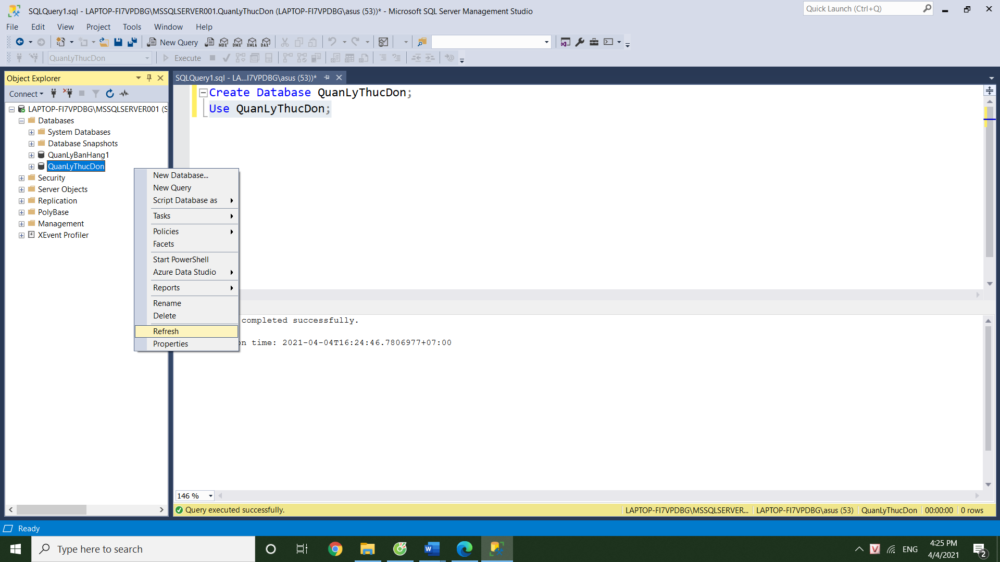 SQLQuery1.sql - LAPTOP-FI7VPDBG\MSSQLSERVER001.QuanLyThucDon (LAPTOP-FI7VPDBG\asus (53))* - Microsoft SQL Server Management Studio
Quick Launch (Ctrl+Q)
File Edit View Project Tools Window Help
New Query MDX DMX XMLA DAX
QuanLyThucDon Execute
Object Explorer
SQLQuery1.sql - LA...I7VPDBG\asus (53))*
Connect
LAPTOP-FI7VPDBG\MSSQLSERVER001 (S
Databases
System Databases
Database Snapshots
QuanLyBanHang1
QuanLyThucDon
Security
Server Objects
Replication
PolyBase
Management
XEvent Profiler
Create Database QuanLyThucDon;
Use QuanLyThucDon;
New Database...
New Query
Script Database as
Tasks
Policies
Facets
Start PowerShell
Azure Data Studio
Reports
Rename
Delete
Refresh
Properties
completed successfully.
on time: 2021-04-04T16:24:46.7806977+07:00
146 %
Query executed successfully.
LAPTOP-FI7VPDBG\MSSQLSERVER... LAPTOP-FI7VPDBG\asus (53) QuanLyThucDon 00:00:00 0 rows
Ready
Type here to search
ENG
4:25 PM
4/4/2021
2